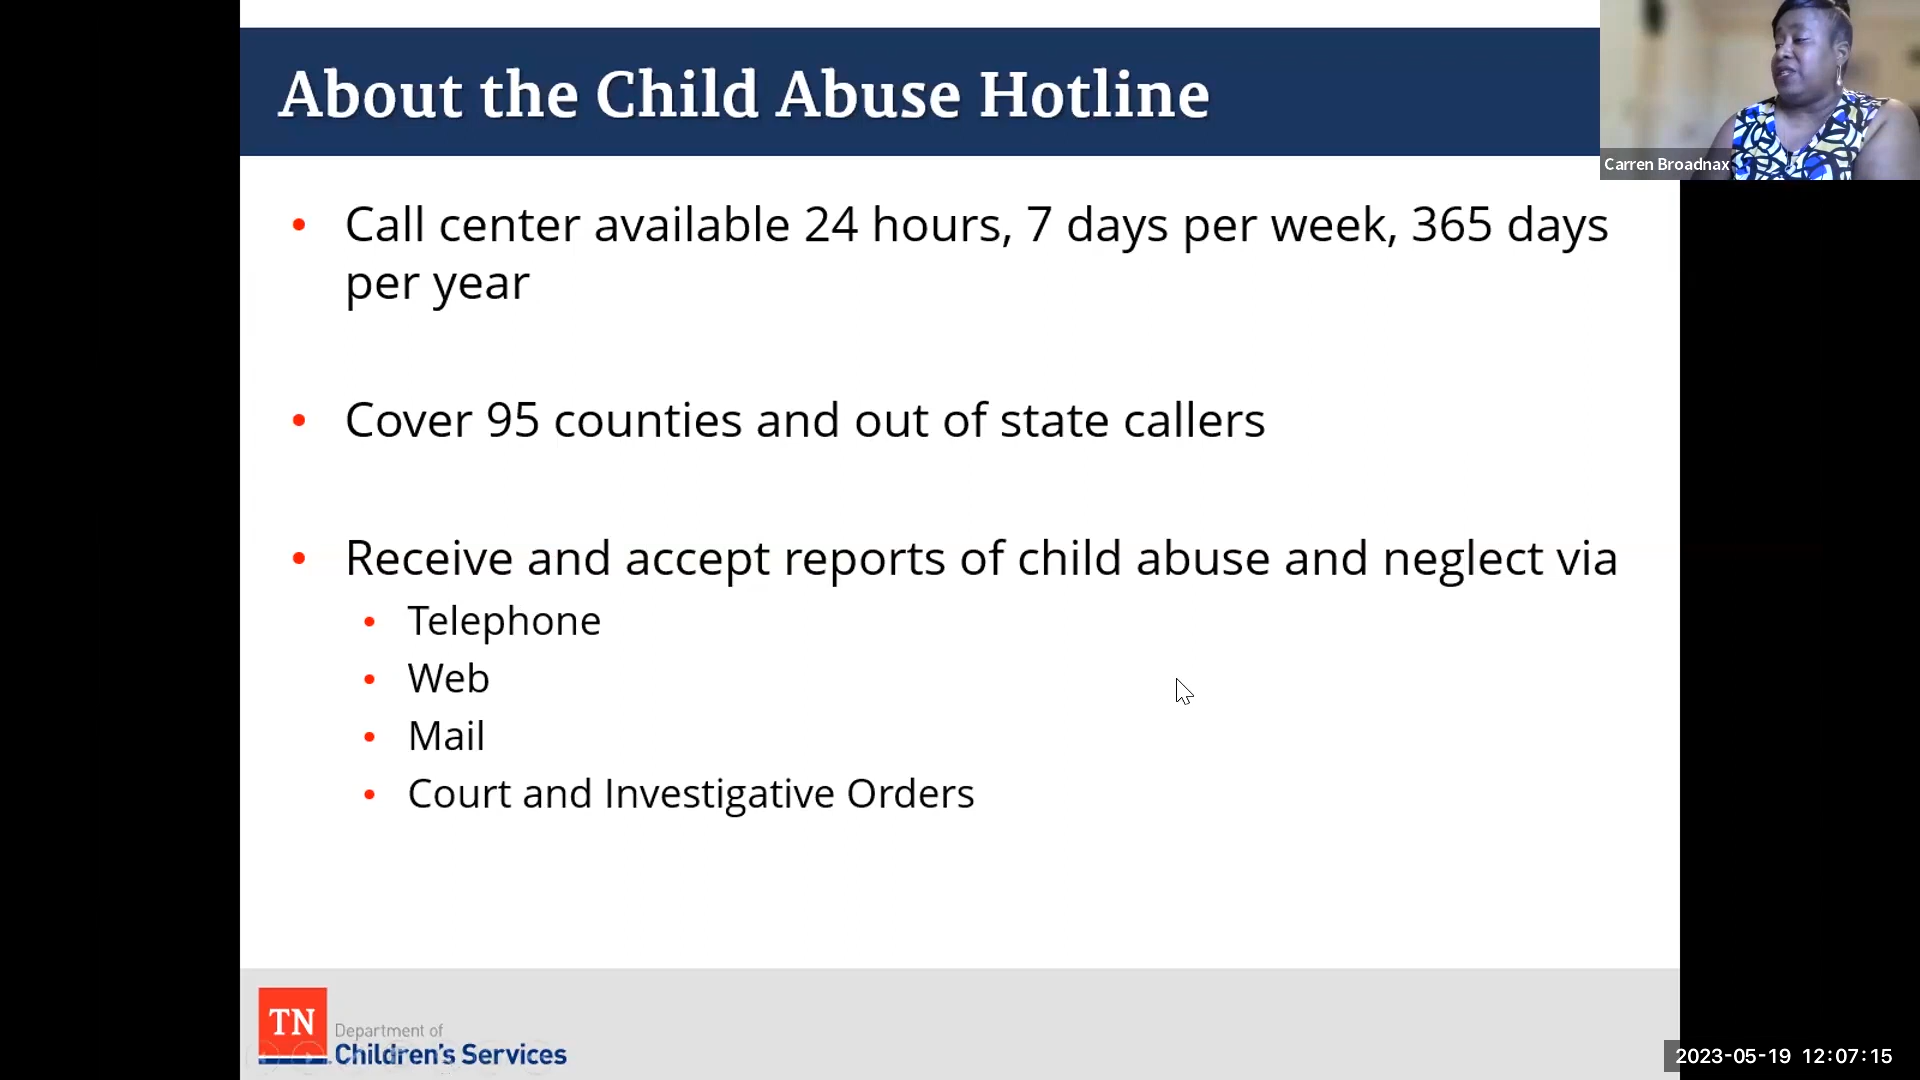 About the Child Abuse Hotline
Carren Broadnax
• Call center available 24 hours, 7 days per week, 365 days
per year
• Cover 95 counties and out of state callers
• Receive and accept reports of child abuse and neglect via
• Telephone
• Web
• Mail
• Court and Investigative Orders
TN
Department of
Children's Services
2023-05-19 12:07:15